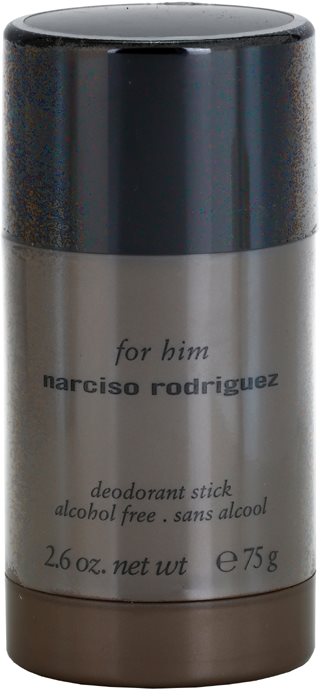 for him
narciso rodriguez
deodorant stick
alcohol free . sans alcool
2.6 oz. net wt ℮ 75 g